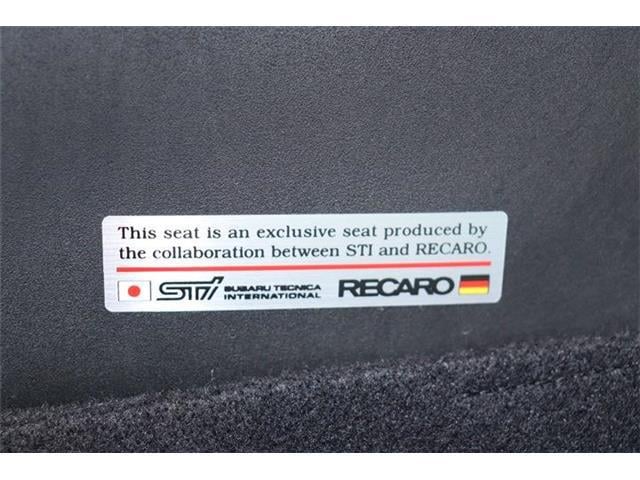 This seat is an exclusive seat produced by
the collaboration between STI and RECARO.
STI SUBARU TECNICA INTERNATIONAL RECARO